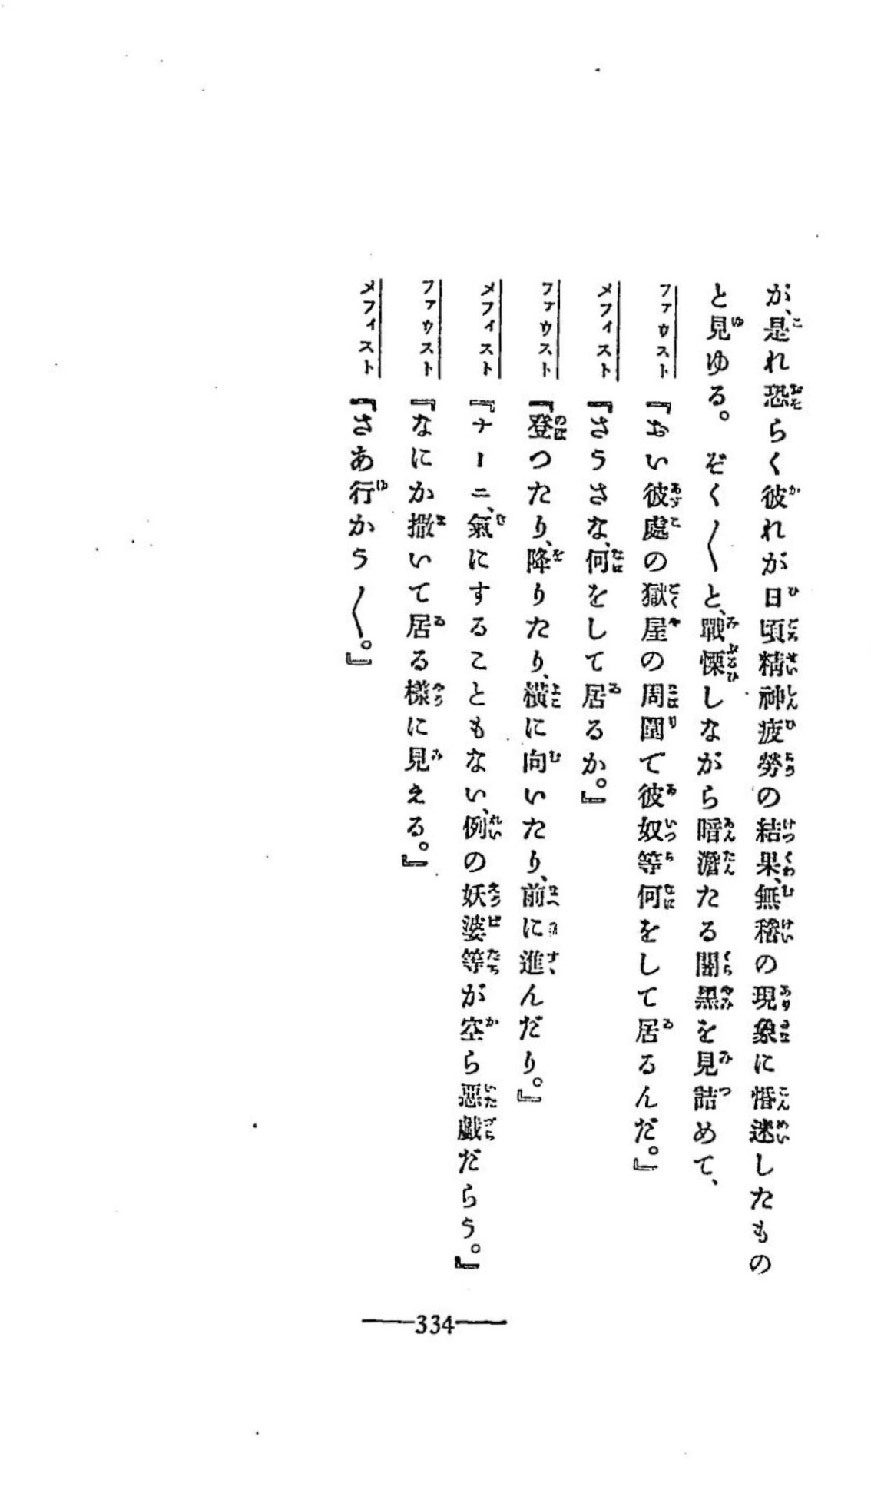 が、是れ恐らく彼れが日頃精神疲勞の結果、無稽の現象に惛迷したもの
と見ゆる。ぞく〱と、戰慄しながら暗澹たる闇黑を見詰めて、
ファウスト『おい彼處の獄屋の周圍で彼奴等何をして居るんだ。』
メフィスト『さうさな、何をして居るか。』
ファウスト『登つたり、降りたり、橫に向いたり、前に進んだり。』
メフィスト『ナーニ、氣にすることもない、例の妖婆等が空ら惡戲だらう。』
ファウスト『なにか撒いて居る樣に見える。』
メフィスト『さあ行かう〱。』
334